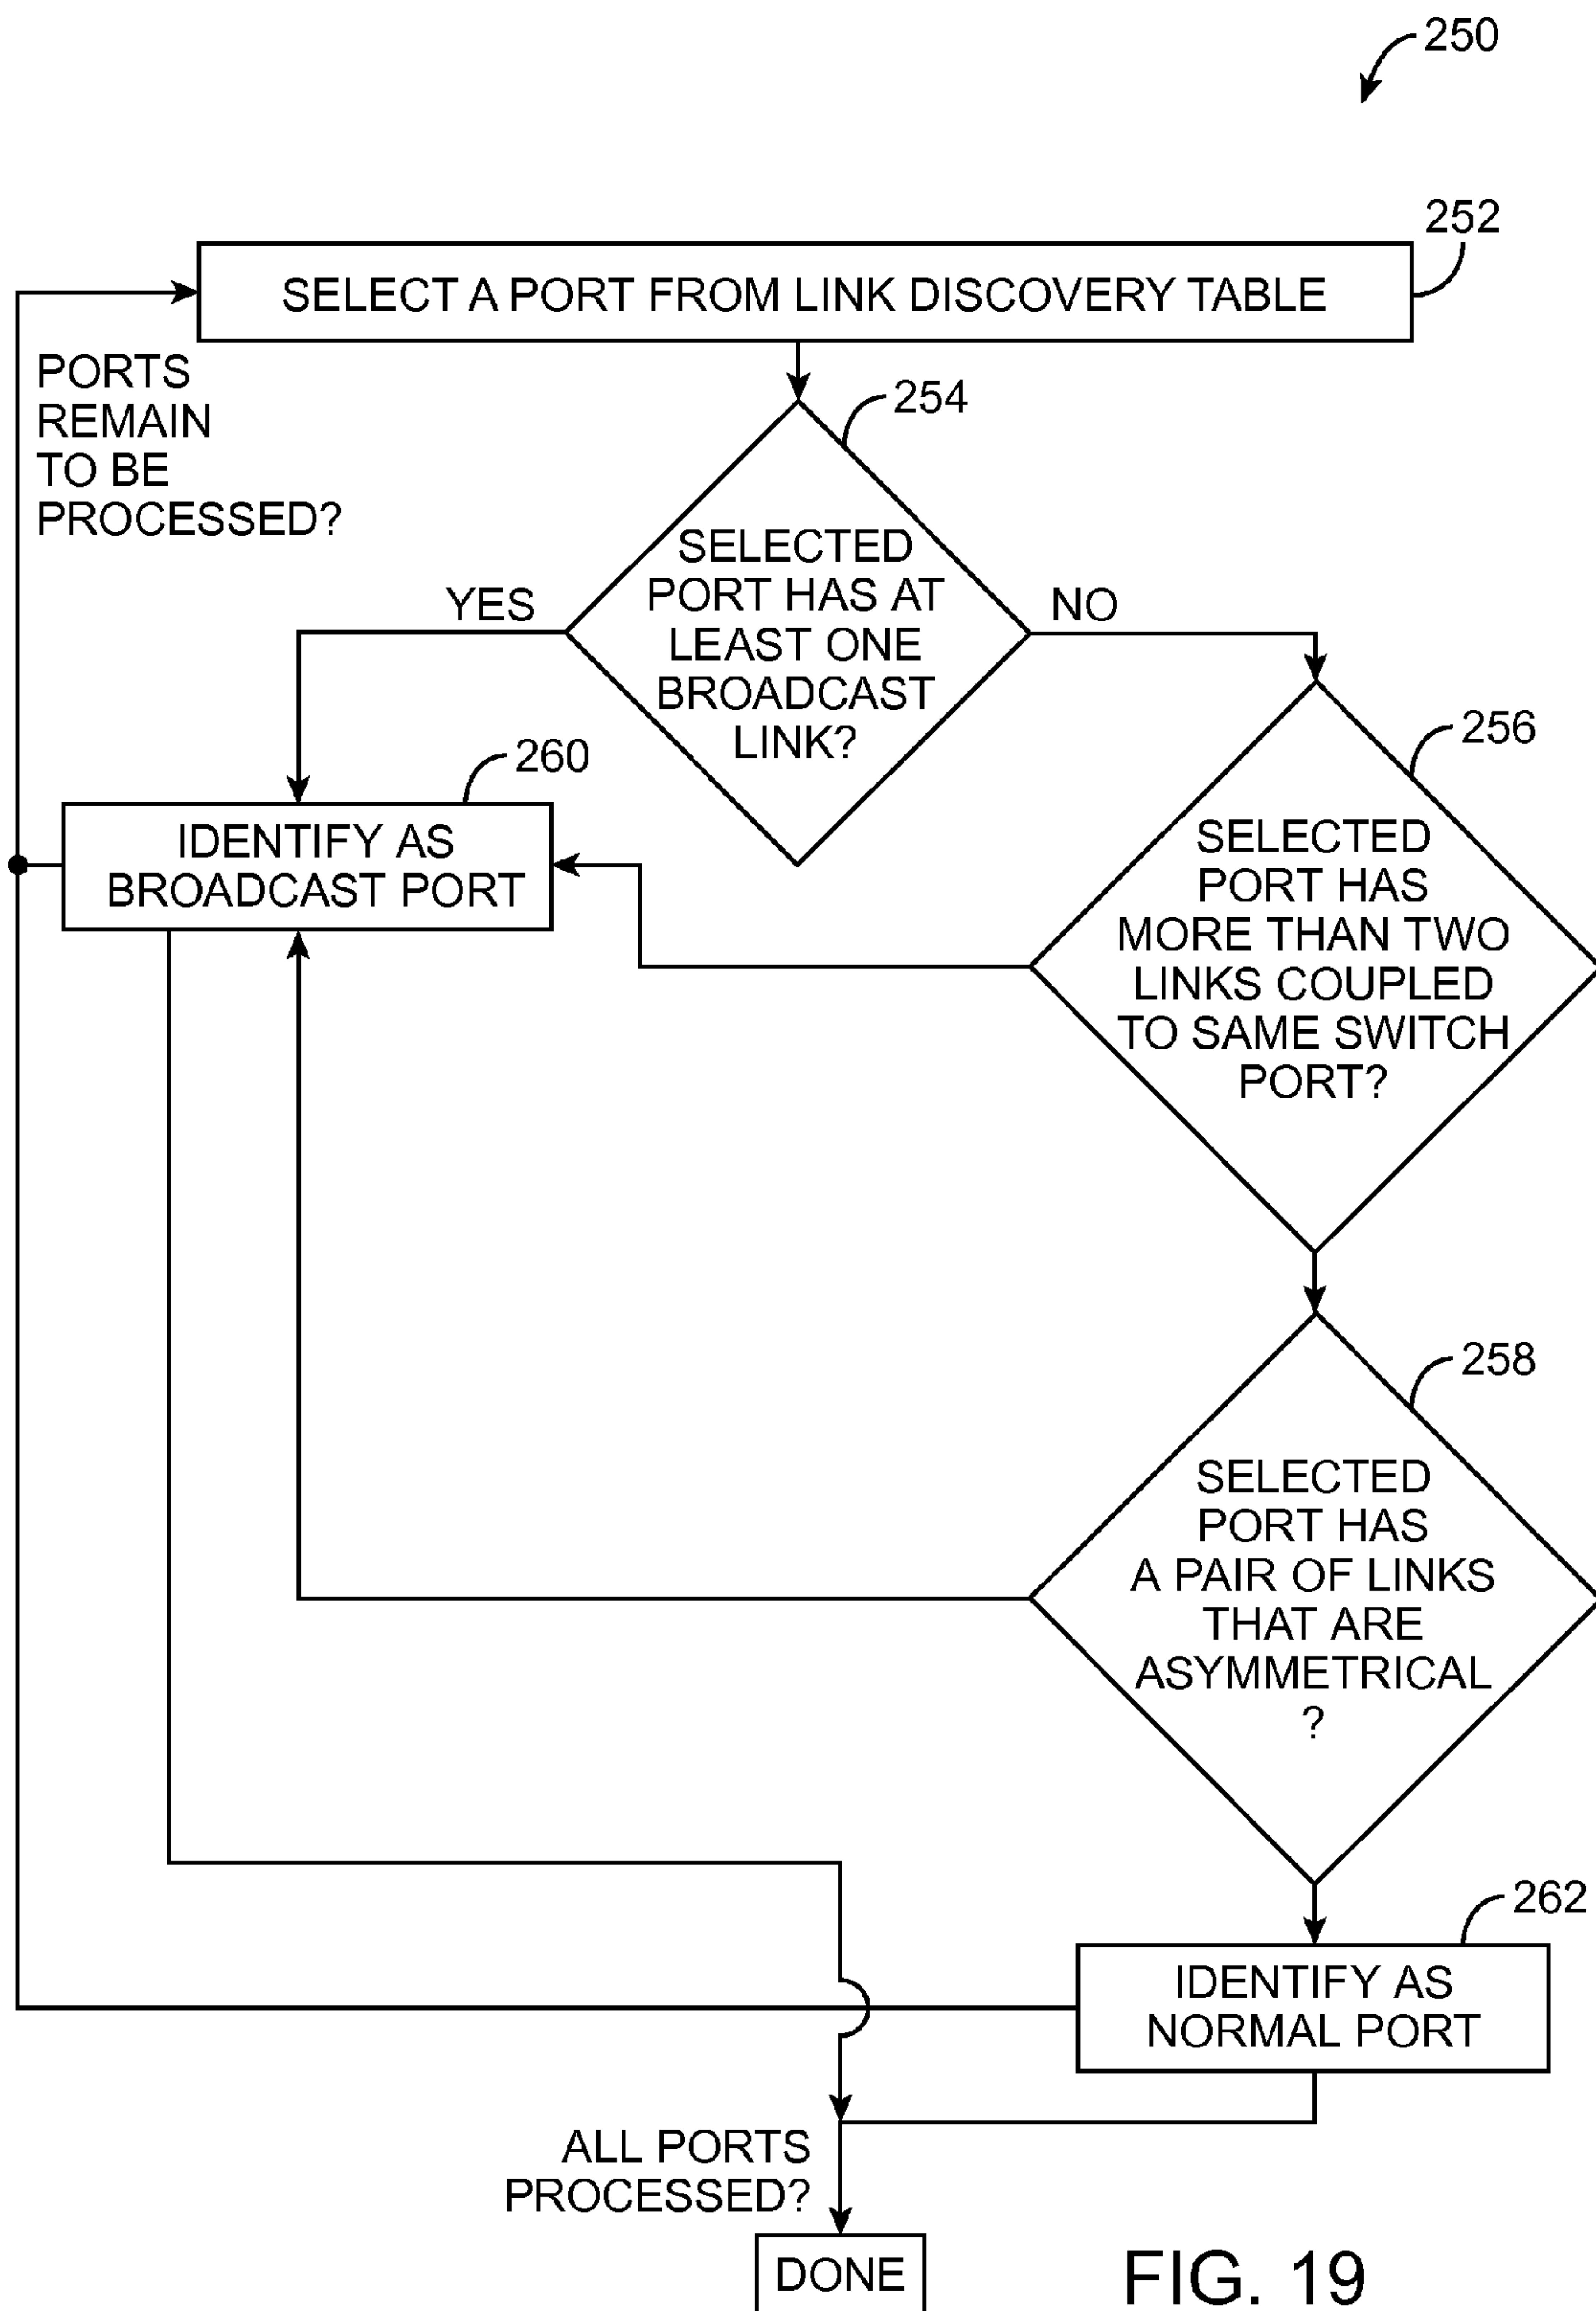 250
252
SELECT A PORT FROM LINK DISCOVERY TABLE
PORTS
REMAIN
TO BE
PROCESSED?
254
SELECTED
PORT HAS AT
LEAST ONE
BROADCAST
LINK?
YES
NO
256
SELECTED
PORT HAS
MORE THAN TWO
LINKS COUPLED
TO SAME SWITCH
PORT?
260
IDENTIFY AS
BROADCAST PORT
258
SELECTED
PORT HAS
A PAIR OF LINKS
THAT ARE
ASYMMETRICAL
?
262
IDENTIFY AS
NORMAL PORT
ALL PORTS
PROCESSED?
DONE
FIG. 19